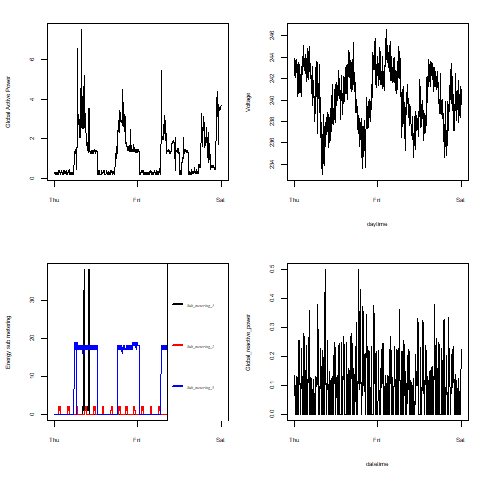 Global Active Power
6
4
2
0
Thu
Fri
Sat
Voltage
246
244
242
240
238
236
234
Thu
Fri
Sat
daytime
Energy sub metering
30
20
10
0
Sub_metering_1
Sub_metering_2
Sub_metering_3
Thu
Fri
Sat
Global_reactive_power
0.5
0.4
0.3
0.2
0.1
0.0
Thu
Fri
Sat
datetime